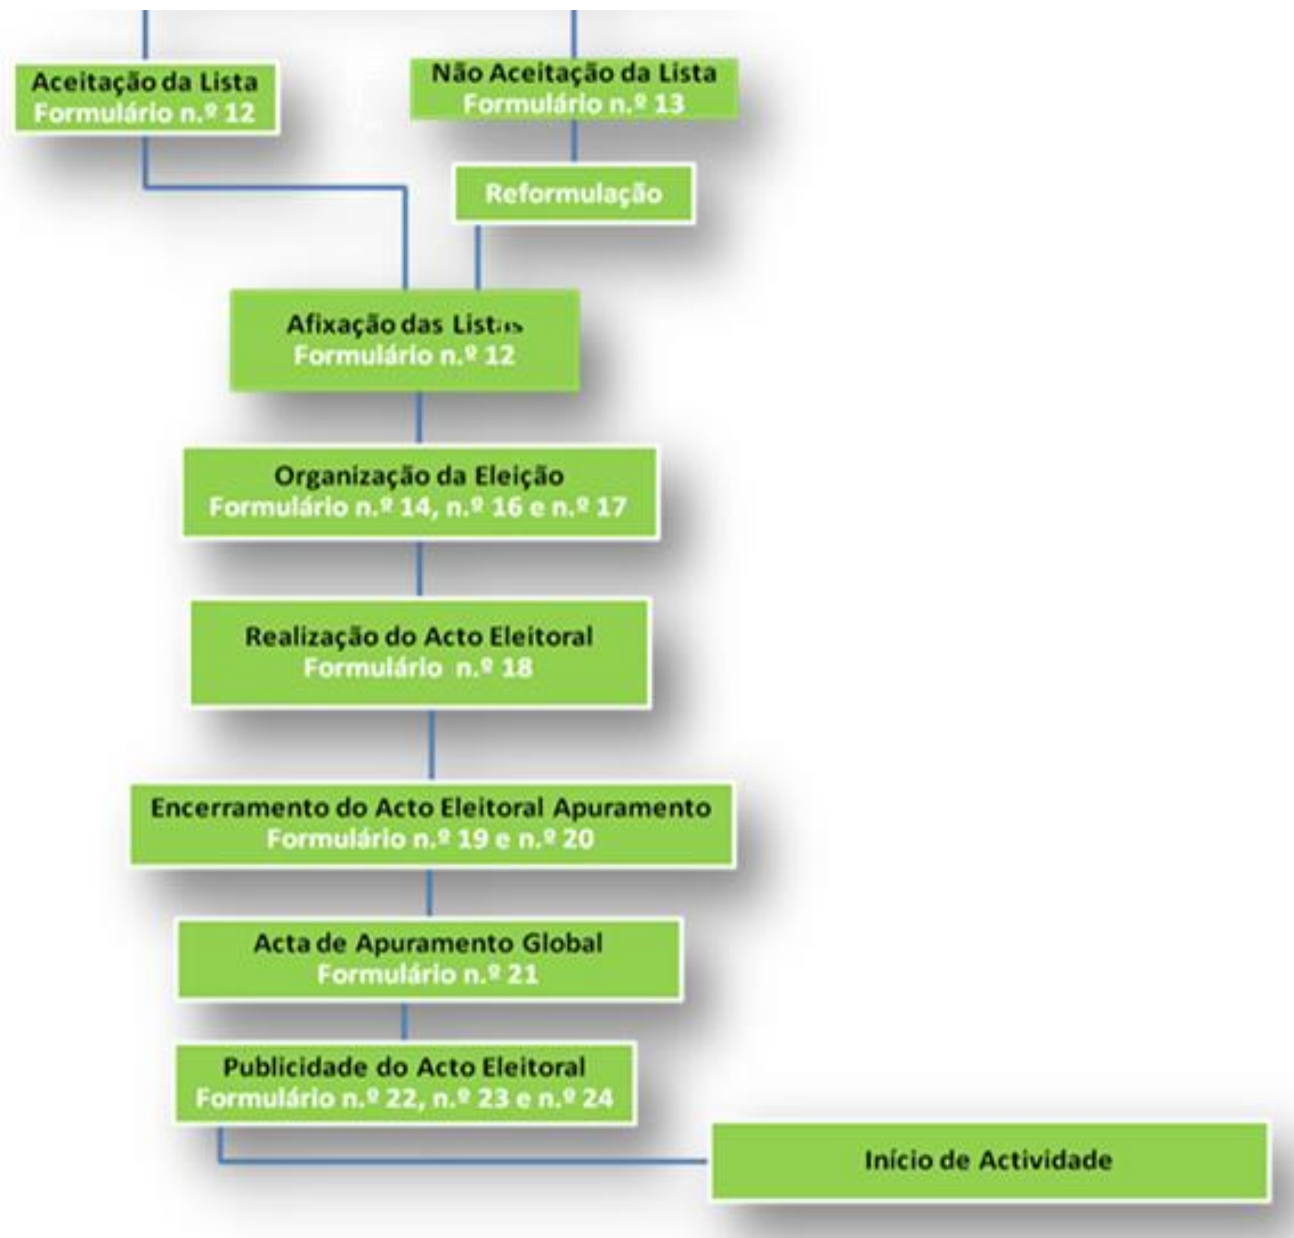 Aceitação da Lista
Formulário n.º 12
Não Aceitação da Lista
Formulário n.º 13
Reformulação
Afixação das Listas
Formulário n.º 12
Organização da Eleição
Formulário n.º 14, n.º 16 e n.º 17
Realização do Acto Eleitoral
Formulário n.º 18
Encerramento do Acto Eleitoral Apuramento
Formulário n.º 19 e n.º 20
Acta de Apuramento Global
Formulário n.º 21
Publicidade do Acto Eleitoral
Formulário n.º 22, n.º 23 e n.º 24
Início de Actividade